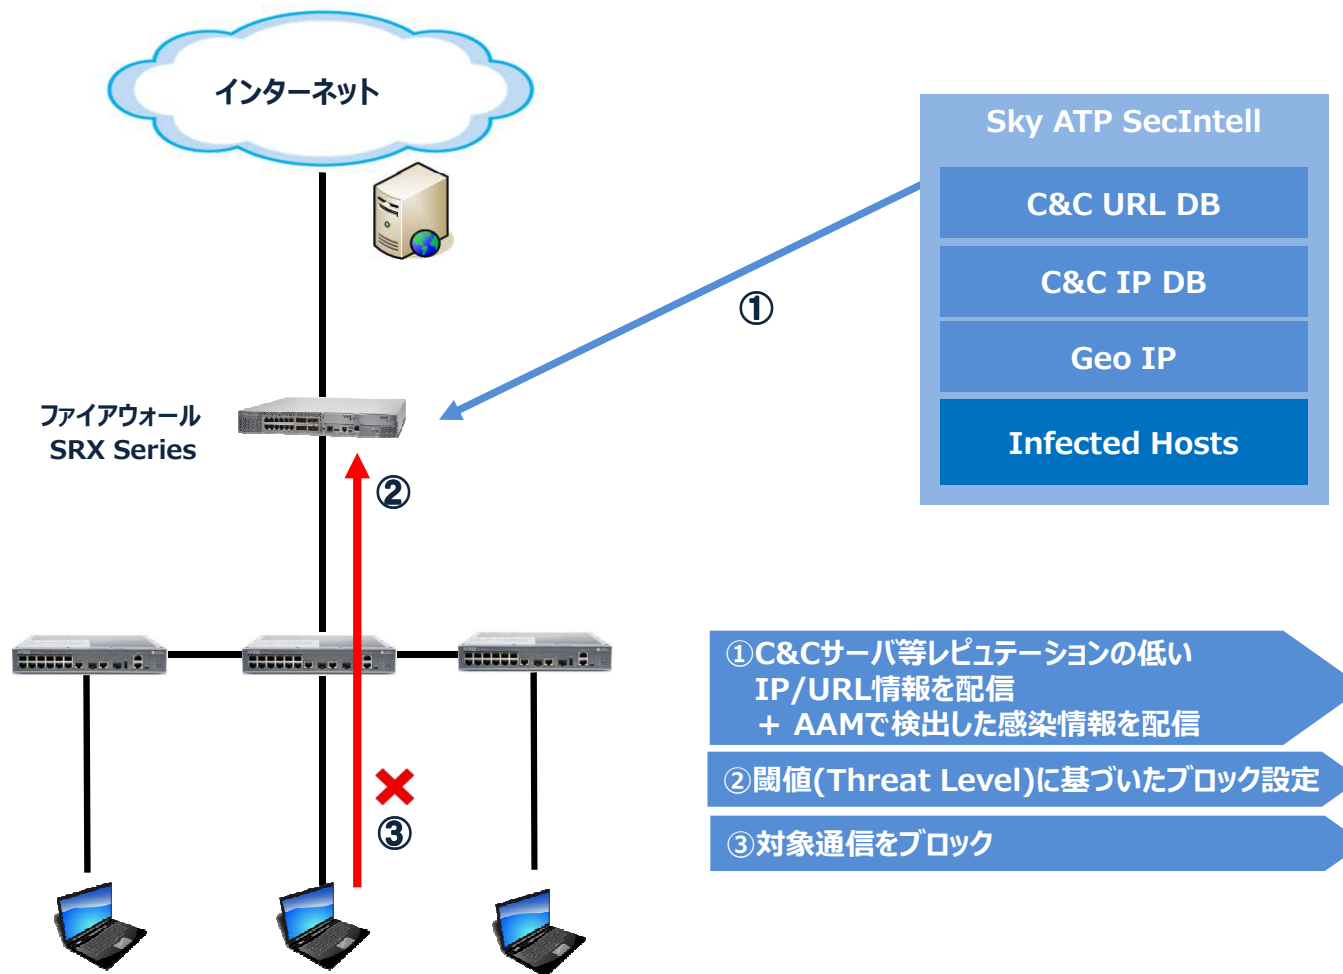 インターネット
Sky ATP SecIntell
C&C URL DB
C&C IP DB
①
Geo IP
ファイアウォール
SRX Series
Infected Hosts
②
①C&Cサーバ等レピュテーションの低い
IP/URL情報を配信
+ AAMで検出した感染情報を配信
②閾値(Threat Level)に基づいたブロック設定
③
③対象通信をブロック